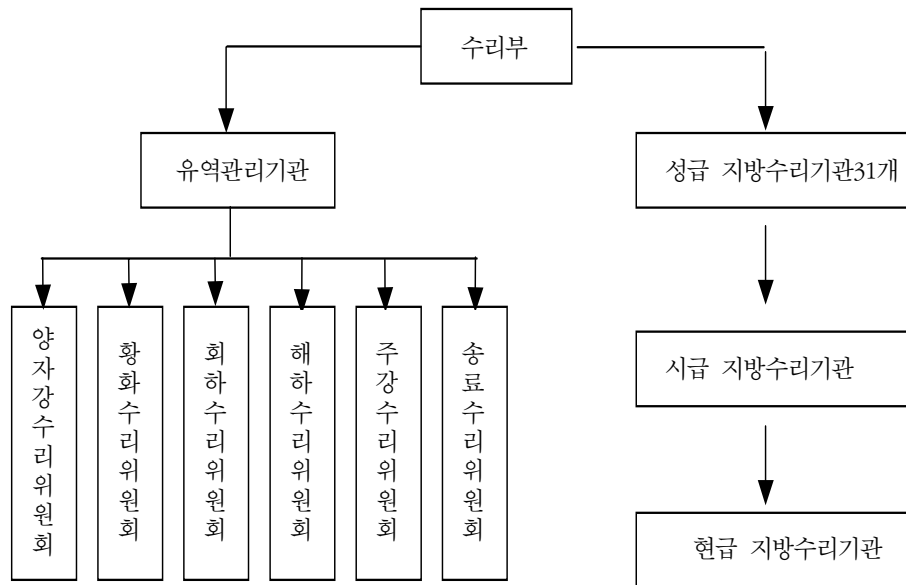 수리부
유역관리기관
성급 지방수리기관31개
양자강수리위원회
황화수리위원회
회하수리위원회
해하수리위원회
주강수리위원회
송료수리위원회
시급 지방수리기관
현급 지방수리기관